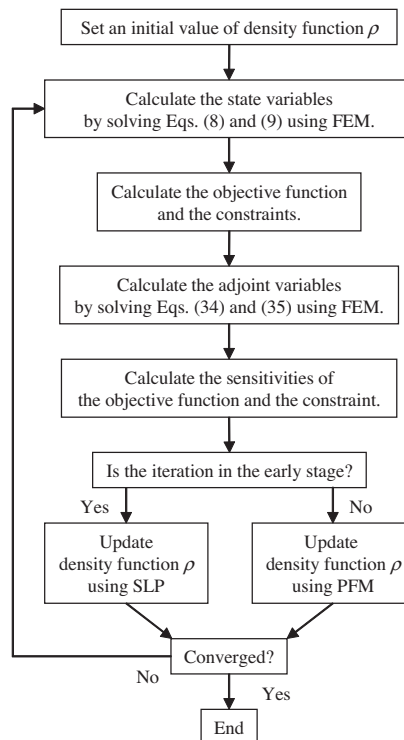 Set an initial value of density function ρ
Calculate the state variables
by solving Eqs. (8) and (9) using FEM.
Calculate the objective function
and the constraints.
Calculate the adjoint variables
by solving Eqs. (34) and (35) using FEM.
Calculate the sensitivities of
the objective function and the constraint.
Is the iteration in the early stage?
Yes
No
Update
density function ρ
using SLP
Update
density function ρ
using PFM
Converged?
No
Yes
End